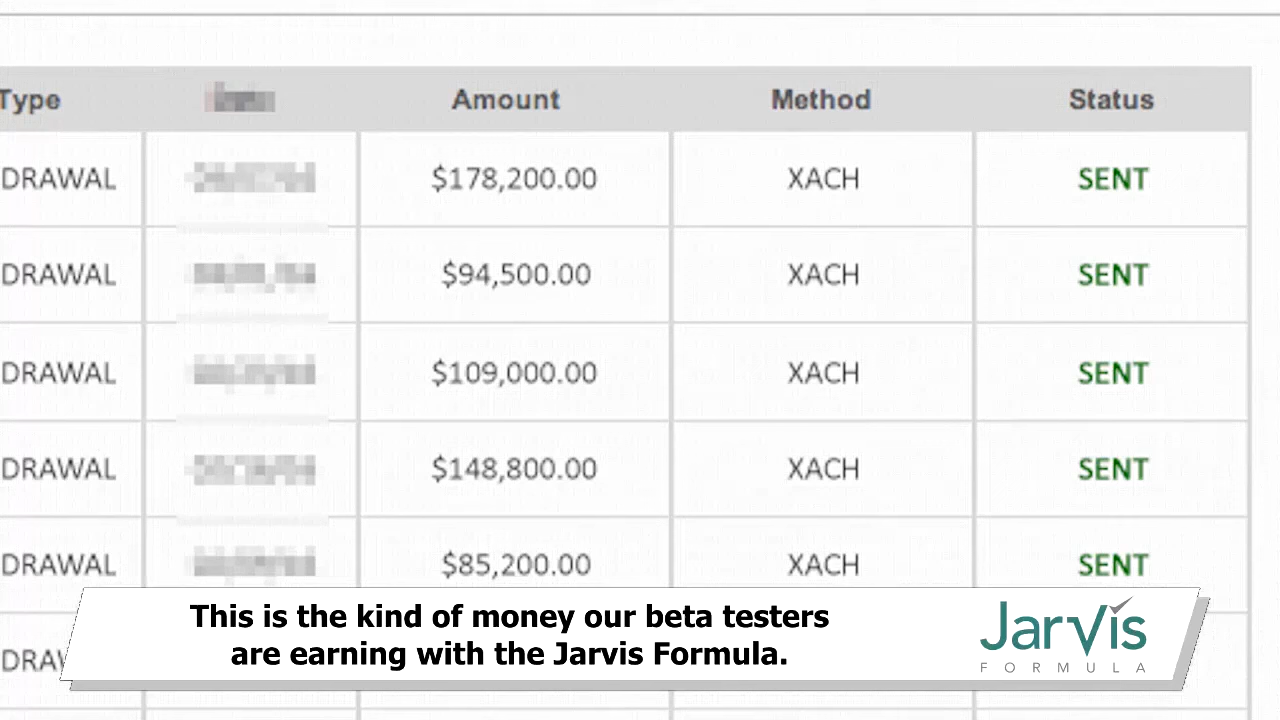 Type Amount Method Status
DRAWAL $178,200.00 XACH SENT
DRAWAL $94,500.00 XACH SENT
DRAWAL $109,000.00 XACH SENT
DRAWAL $148,800.00 XACH SENT
DRAWAL $85,200.00 XACH SENT
DRAW
This is the kind of money our beta testers
are earning with the Jarvis Formula.
Jarvis
FORMULA